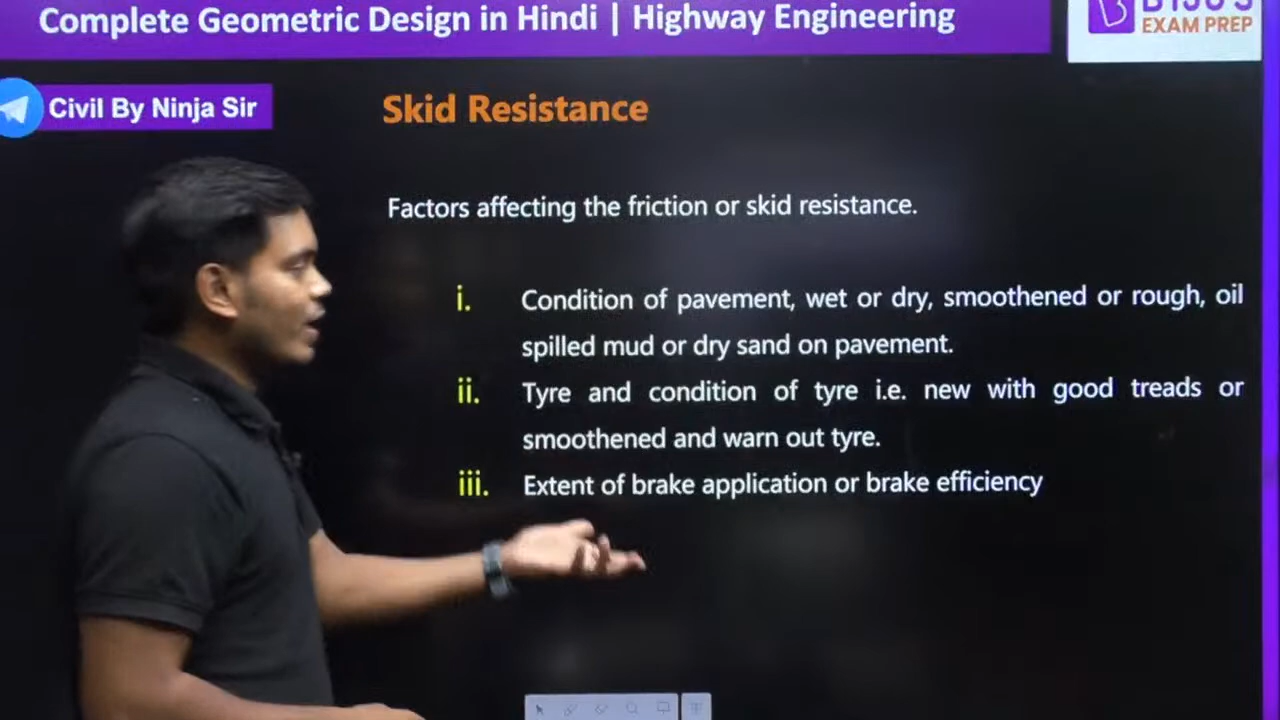 Complete Geometric Design in Hindi | Highway Engineering
BYJU'S
EXAM PREP
Civil By Ninja Sir
Skid Resistance
Factors affecting the friction or skid resistance.
i. Condition of pavement, wet or dry, smoothened or rough, oil
spilled mud or dry sand on pavement.
ii. Tyre and condition of tyre i.e. new with good treads or
smoothened and warn out tyre.
iii. Extent of brake application or brake efficiency